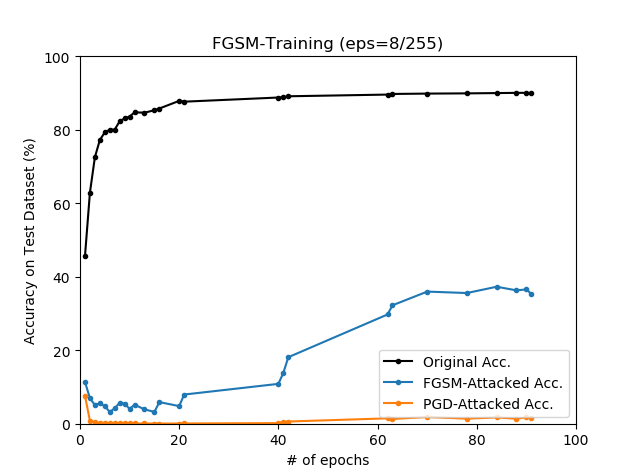 FGSM-Training (eps=8/255)
100
80
60
40
20
0
Accuracy on Test Dataset (%)
Original Acc.
FGSM-Attacked Acc.
PGD-Attacked Acc.
0 20 40 60 80 100
# of epochs